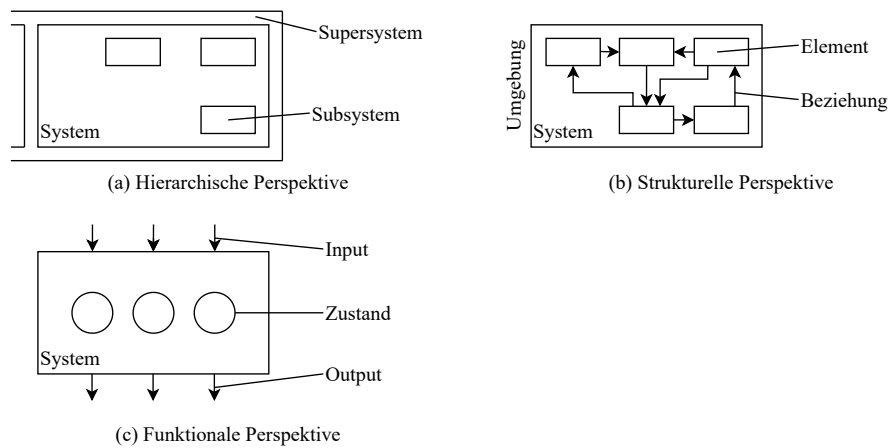 Supersystem
Subsystem
System
(a) Hierarchische Perspektive
Umgebung
Element
Beziehung
System
(b) Strukturelle Perspektive
Input
Zustand
System
Output
(c) Funktionale Perspektive